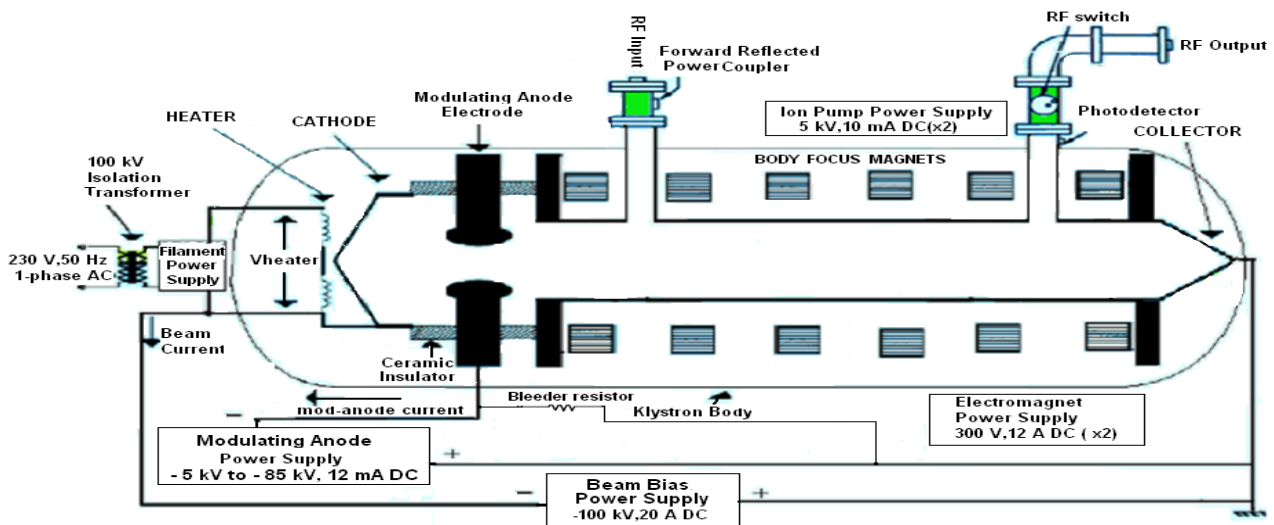 RF switch
RF Input
RF Output
Forward Reflected
Power Coupler
Modulating Anode
Electrode
Ion Pump Power Supply
5 kV,10 mA DC(x2)
Photodetector
HEATER
CATHODE
COLLECTOR
100 kV
Isolation
Transformer
BODY FOCUS MAGNETS
230 V,50 Hz
1-phase AC
Filament
Power
Supply
Vheater
Beam
Current
Ceramic
Insulator
mod-anode current
Bleeder resistor
Klystron Body
Electromagnet
Power Supply
300 V,12 A DC ( x2)
−
Modulating Anode
Power Supply
- 5 kV to - 85 kV, 12 mA DC
+
−
Beam Bias
Power Supply
-100 kV,20 A DC
+